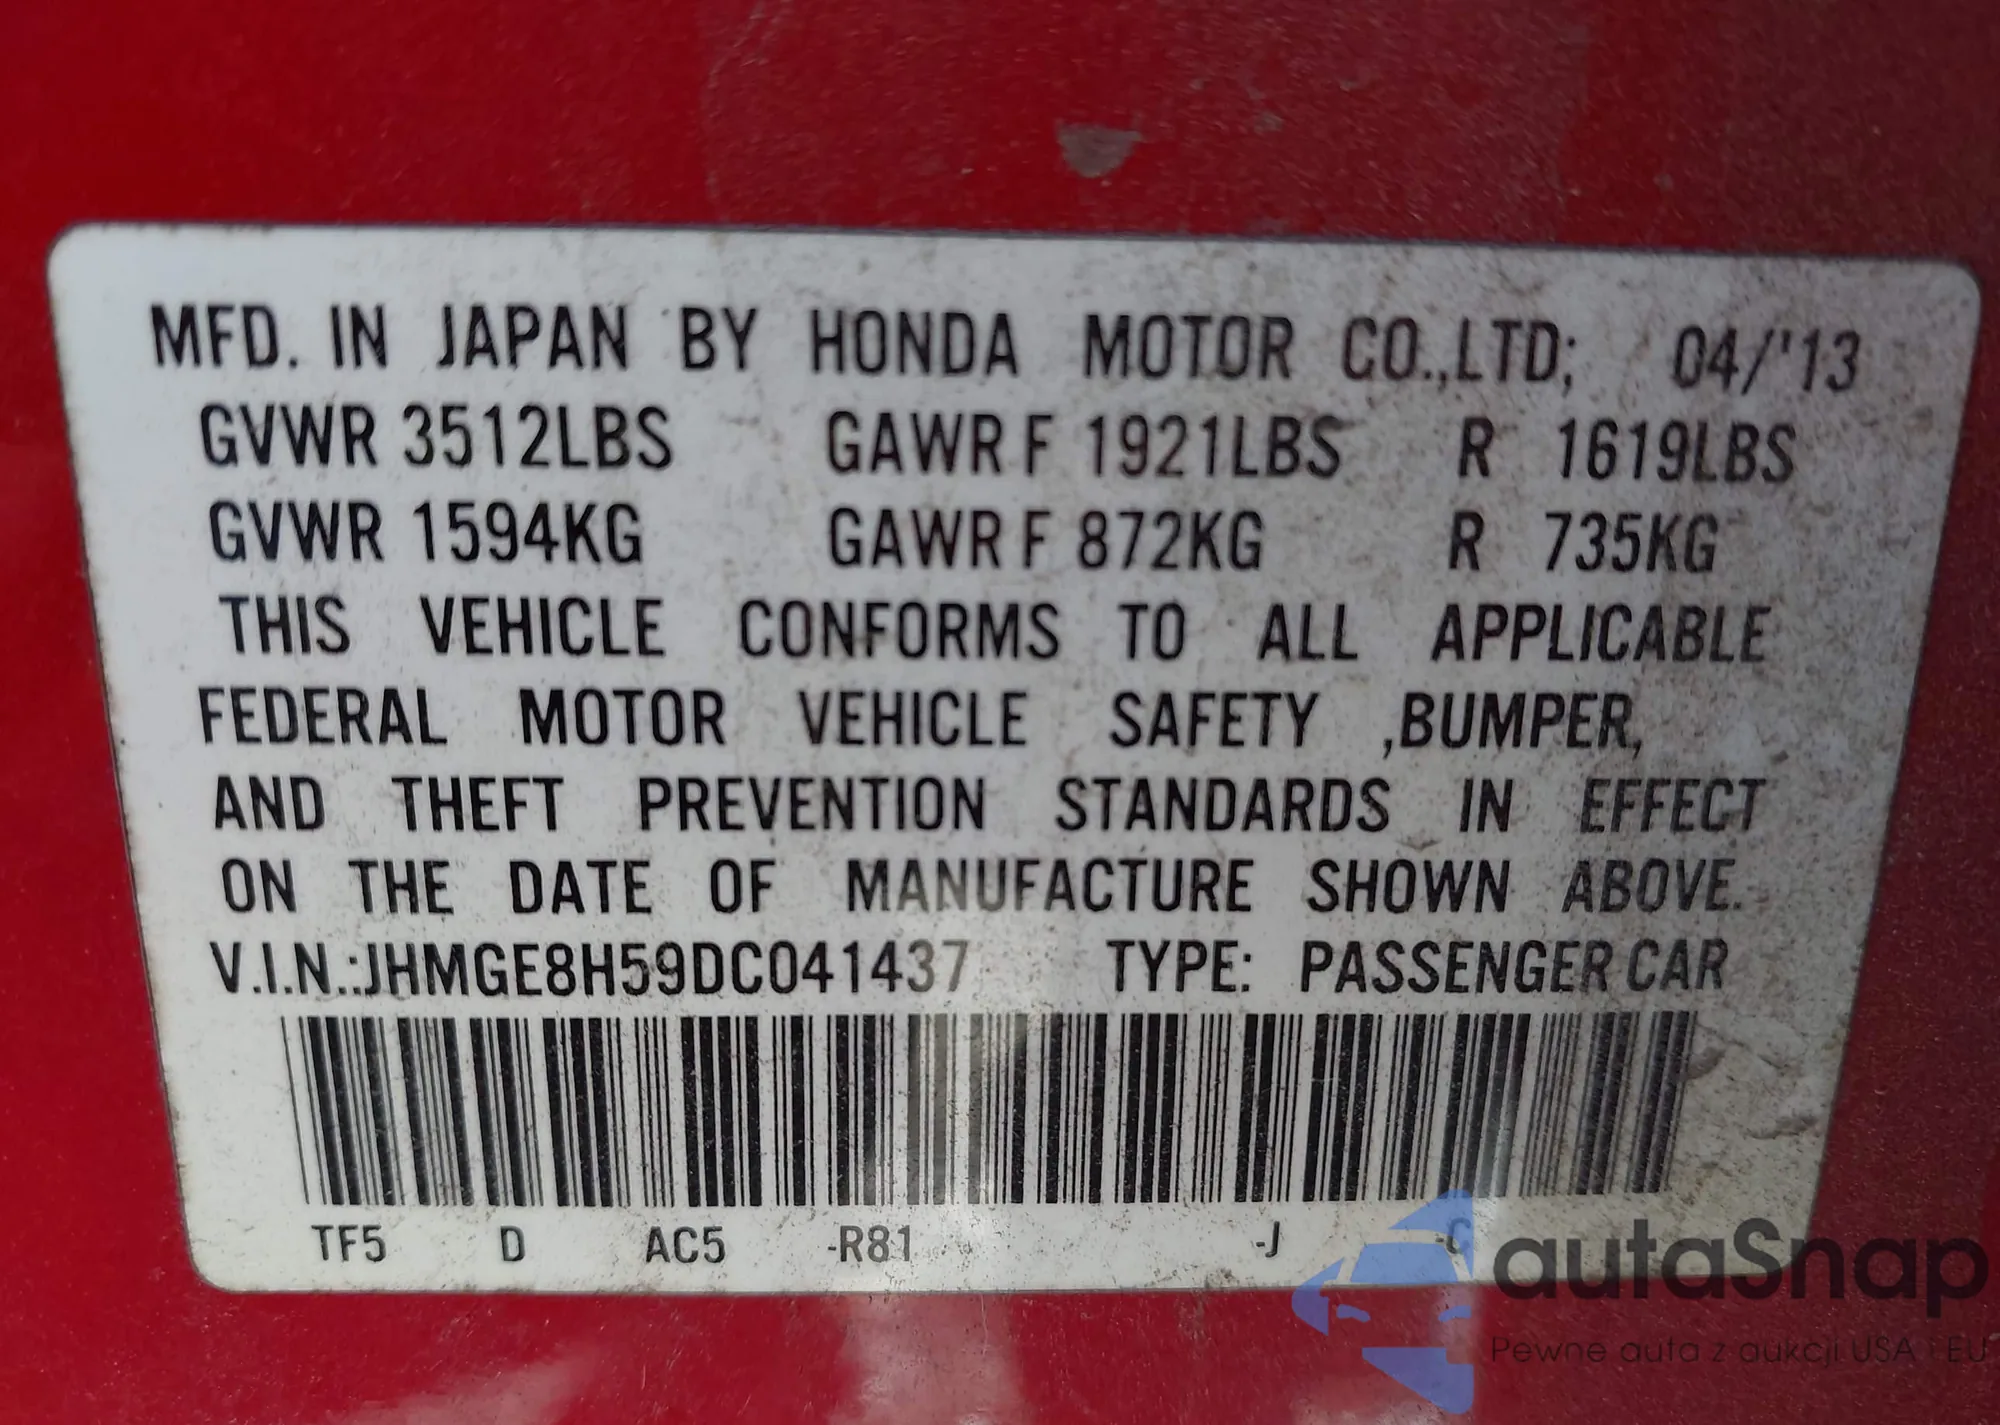 MFD. IN JAPAN BY HONDA MOTOR CO.,LTD; 04/'13
GVWR 3512LBS GAWR F 1921LBS R 1619LBS
GVWR 1594KG GAWR F 872KG R 735KG
THIS VEHICLE CONFORMS TO ALL APPLICABLE
FEDERAL MOTOR VEHICLE SAFETY ,BUMPER,
AND THEFT PREVENTION STANDARDS IN EFFECT
ON THE DATE OF MANUFACTURE SHOWN ABOVE.
V.I.N.:JHMGE8H59DC041437 TYPE: PASSENGER CAR
TF5 D AC5 -R81 -J -C
autaSnap
Pewne auta z aukcji USA i EU